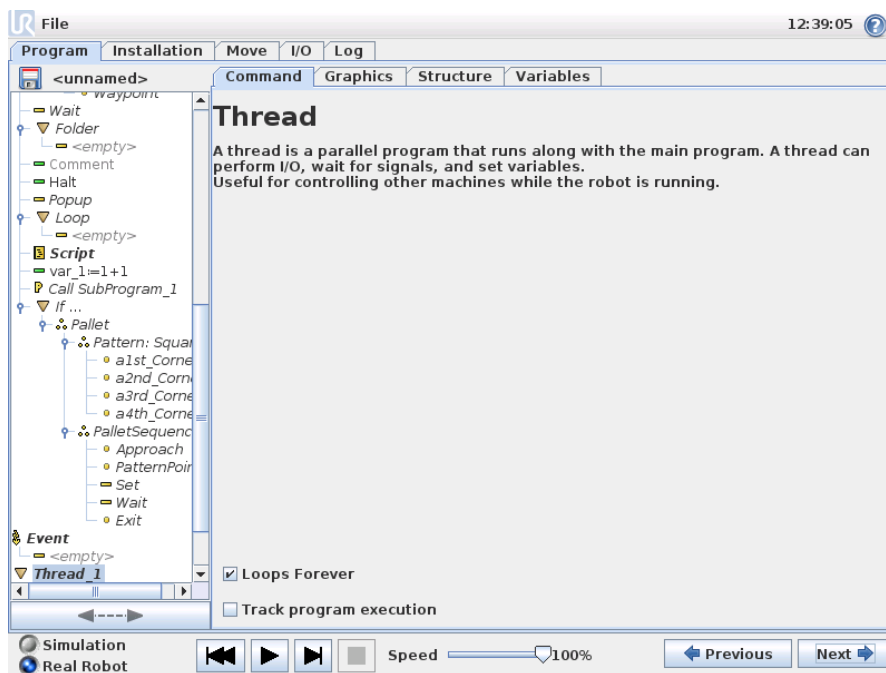 UR File 12:39:05 ?
Program Installation Move I/O Log
<unnamed> Command Graphics Structure Variables
Waypoint
Wait
Folder
<empty>
Comment
Halt
Popup
Loop
<empty>
Script
var_1:=1+1
Call SubProgram_1
If ...
Pallet
Pattern: Squar
a1st_Corne
a2nd_Corn
a3rd_Corne
a4th_Corne
PalletSequenc
Approach
PatternPoin
Set
Wait
Exit
Event
<empty>
Thread_1
Thread
A thread is a parallel program that runs along with the main program. A thread can
perform I/O, wait for signals, and set variables.
Useful for controlling other machines while the robot is running.
Loops Forever
Track program execution
Simulation
Real Robot
Speed 100%
Previous Next